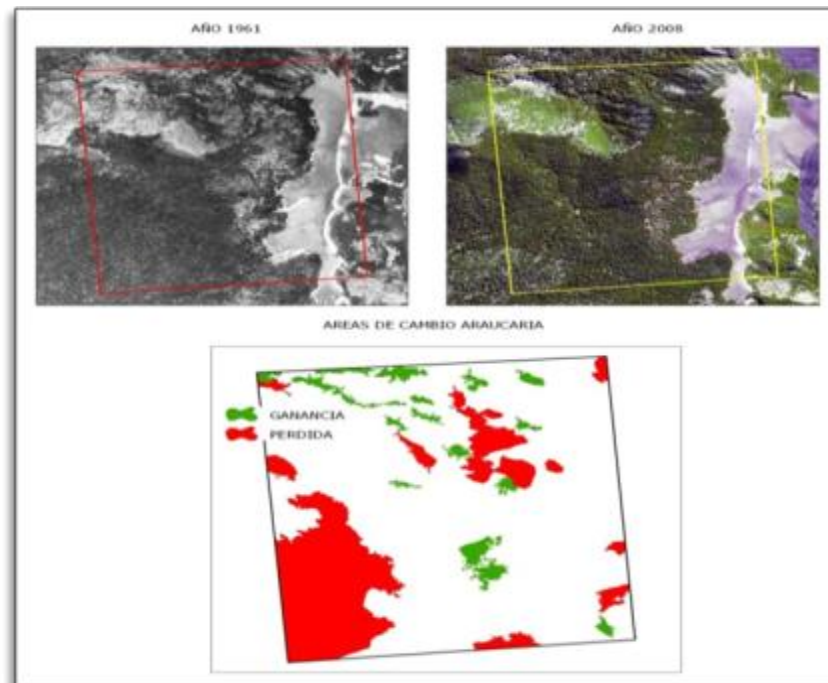 AÑO 1961
AÑO 2008
AREAS DE CAMBIO ARAUCARIA
GANANCIA
PERDIDA